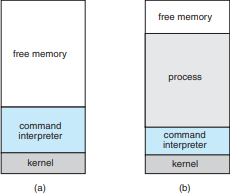 free memory
command
interpreter
kernel
(a)
free memory
process
command
interpreter
kernel
(b)